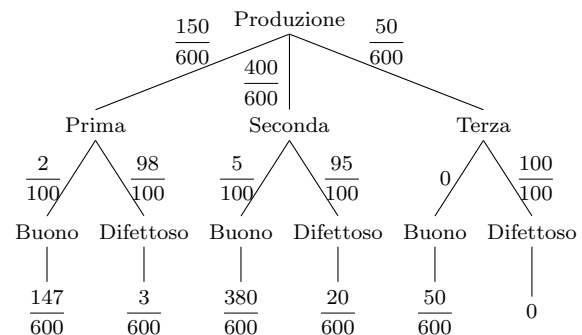 Produzione
150/600 400/600 50/600
Prima Seconda Terza
2/100 98/100 5/100 95/100 0 100/100
Buono Difettoso Buono Difettoso Buono Difettoso
147/600 3/600 380/600 20/600 50/600 0